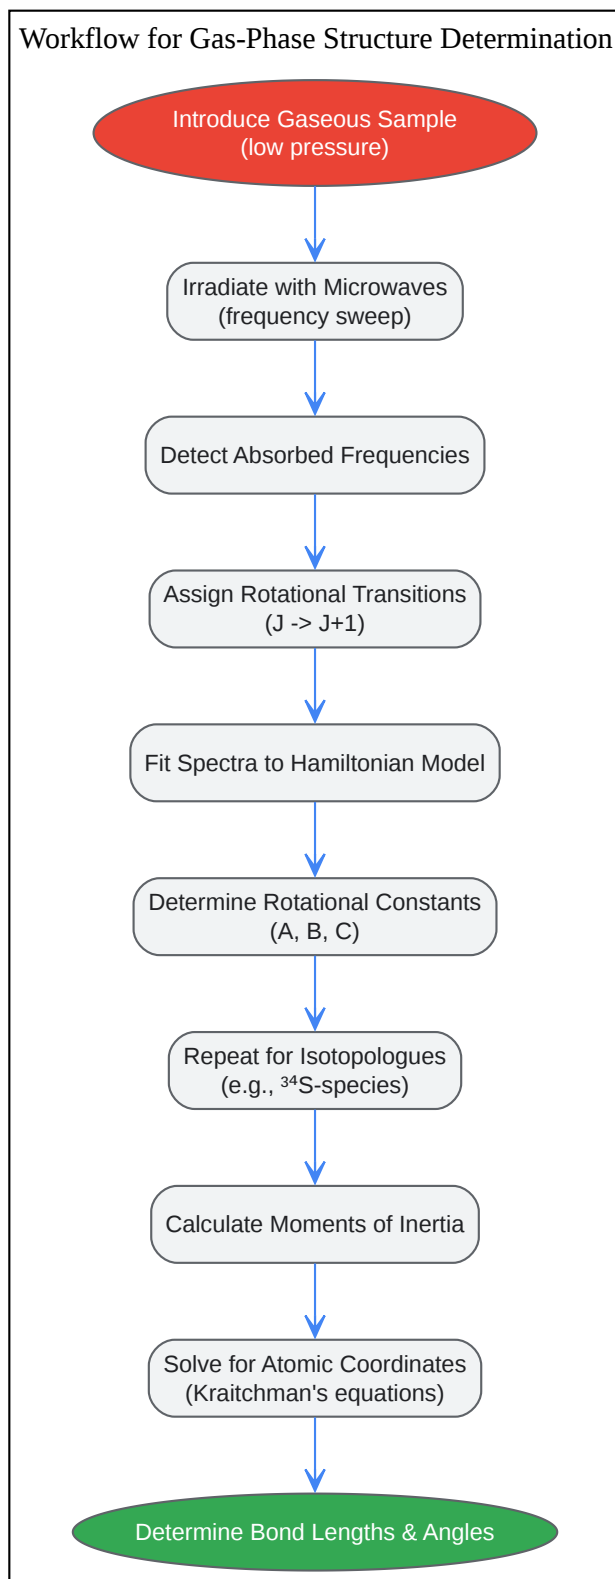 Workflow for Gas-Phase Structure Determination
Introduce Gaseous Sample
(low pressure)
Irradiate with Microwaves
(frequency sweep)
Detect Absorbed Frequencies
Assign Rotational Transitions
(J -> J+1)
Fit Spectra to Hamiltonian Model
Determine Rotational Constants
(A, B, C)
Repeat for Isotopologues
(e.g., ³⁴S-species)
Calculate Moments of Inertia
Solve for Atomic Coordinates
(Kraitchman's equations)
Determine Bond Lengths & Angles